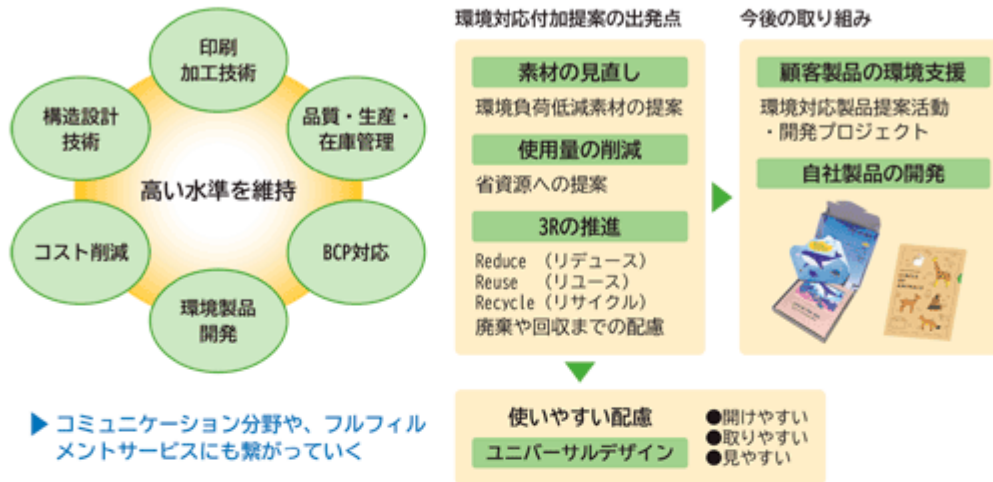 印刷
加工技術
構造設計
技術
品質・生産・
在庫管理
高い水準を維持
コスト削減
BCP対応
環境製品
開発
▶ コミュニケーション分野や、フルフィル
メントサービスにも繋がっていく
環境対応付加提案の出発点
素材の見直し
環境負荷低減素材の提案
使用量の削減
省資源への提案
3Rの推進
Reduce (リデュース)
Reuse (リユース)
Recycle(リサイクル)
廃棄や回収までの配慮
今後の取り組み
顧客製品の環境支援
環境対応製品提案活動
・開発プロジェクト
自社製品の開発
使いやすい配慮
ユニバーサルデザイン
●開けやすい
●取りやすい
●見やすい